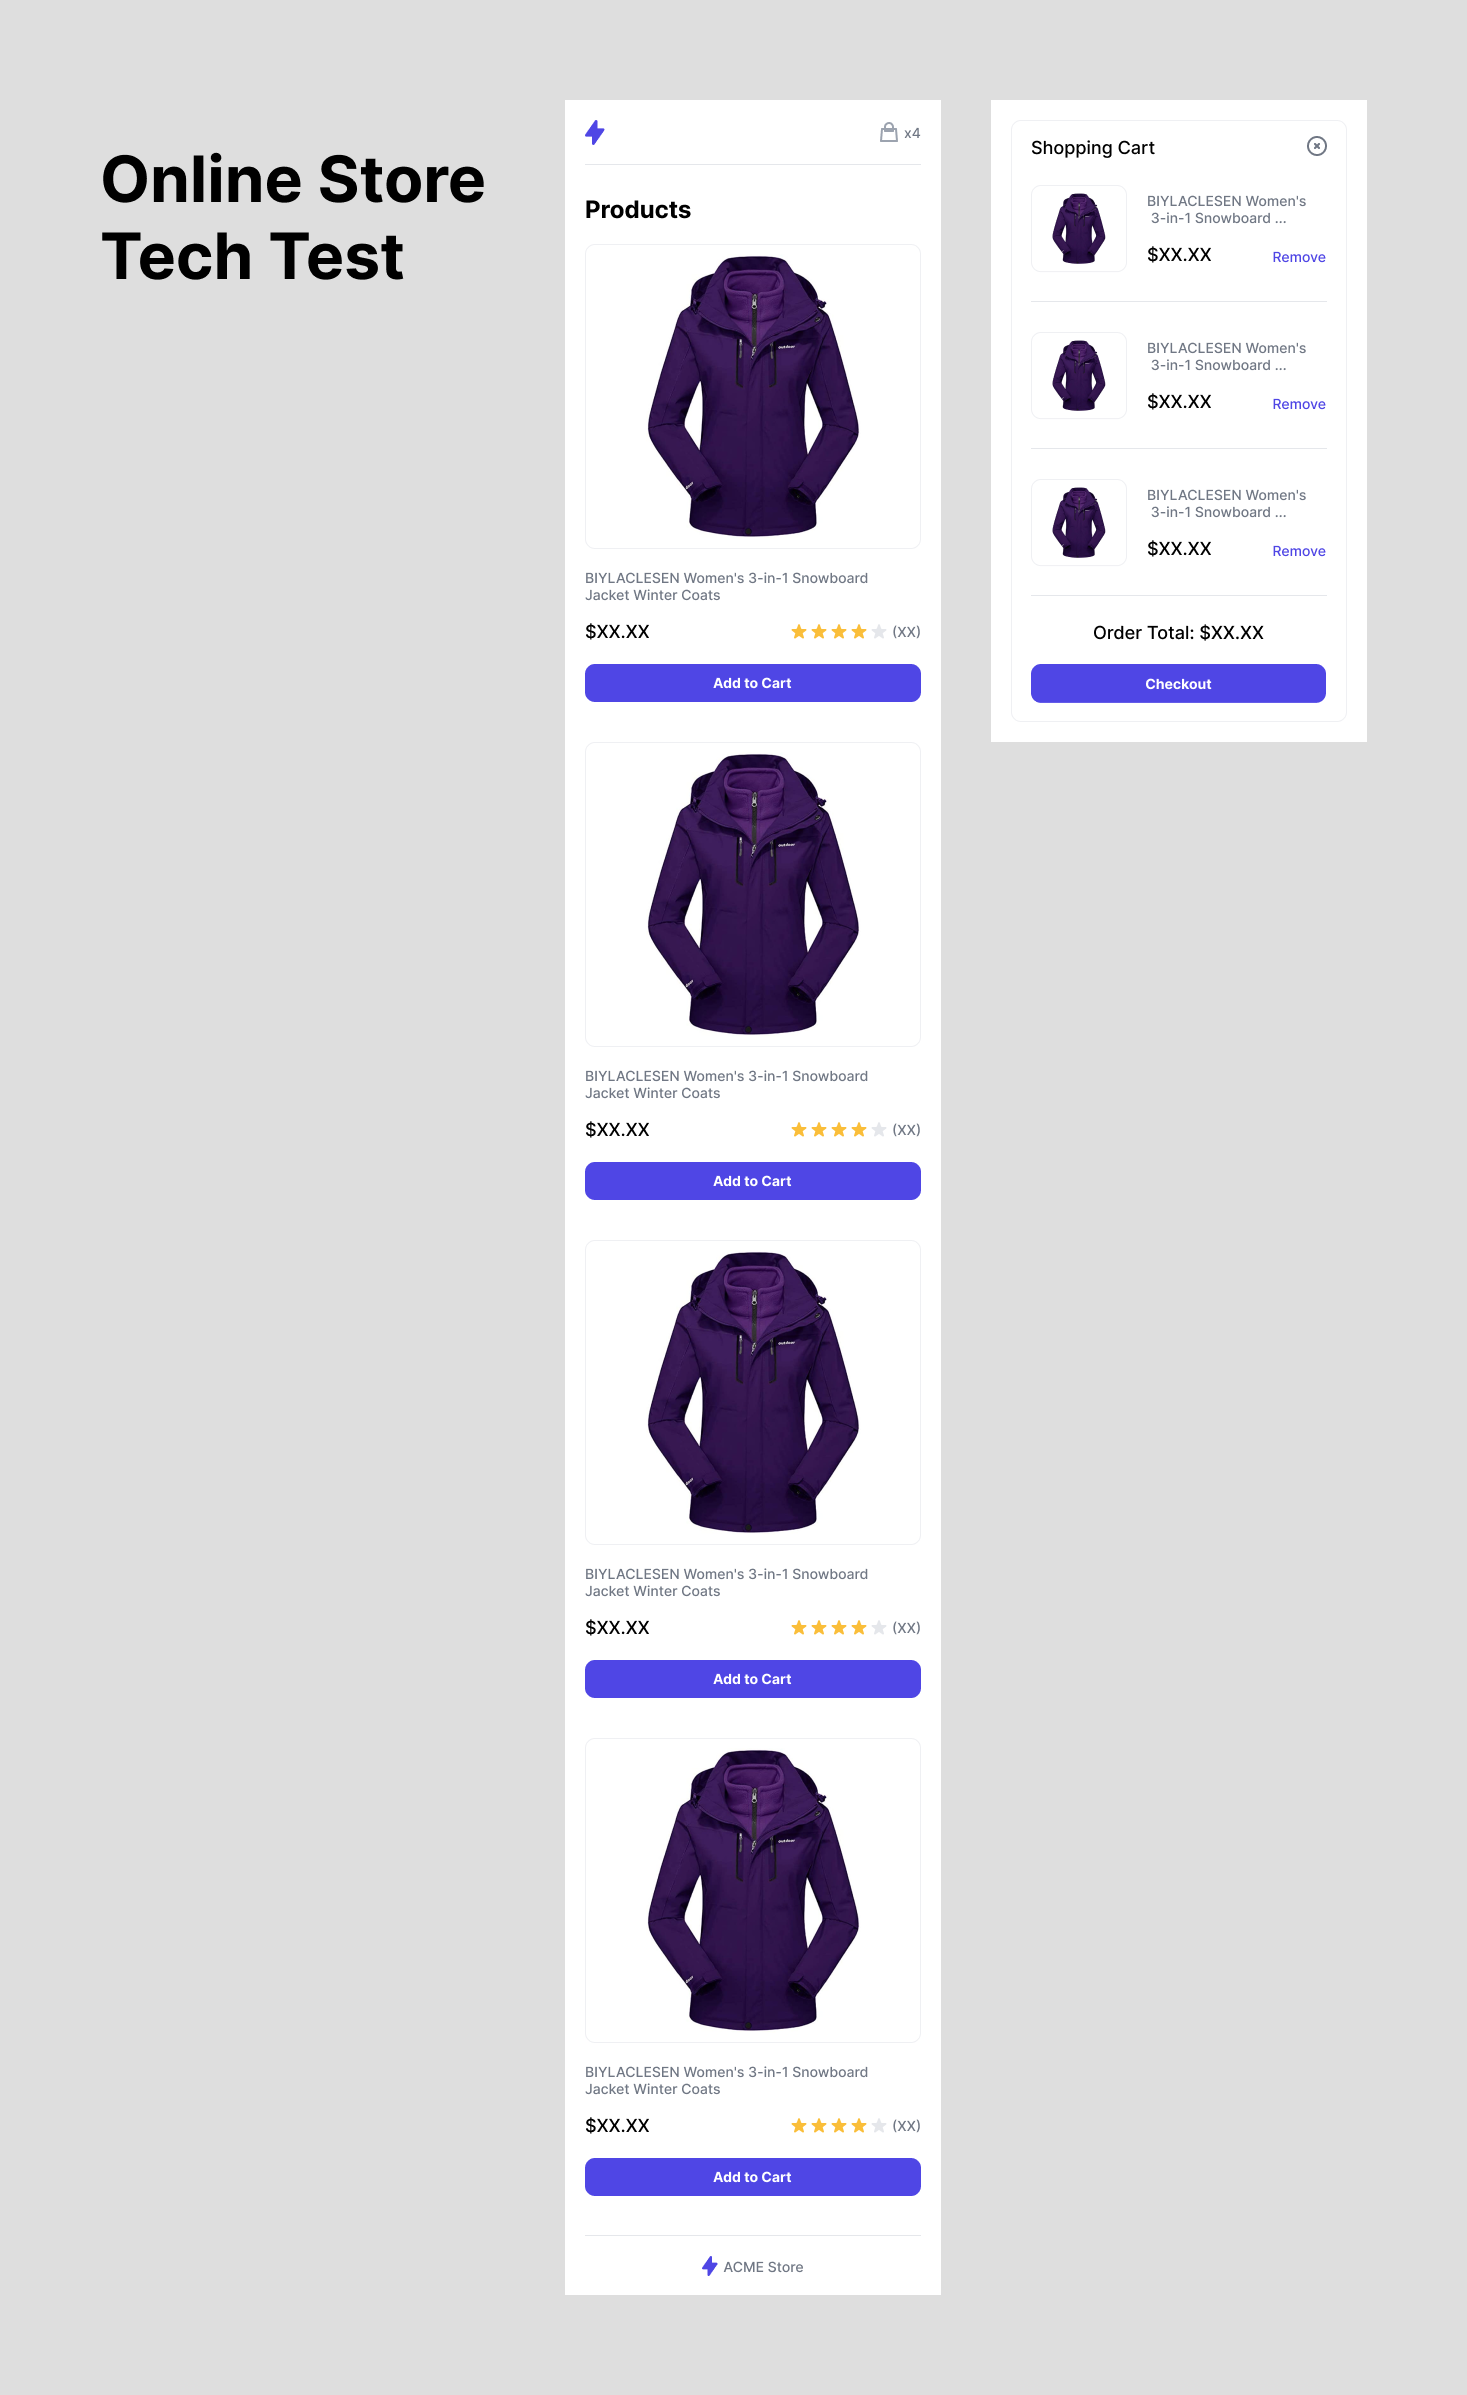 Online Store
Tech Test
x4
Products
outdoor
BIYLACLESEN Women's 3-in-1 Snowboard
Jacket Winter Coats
$XX.XX
(XX)
Add to Cart
outdoor
BIYLACLESEN Women's 3-in-1 Snowboard
Jacket Winter Coats
$XX.XX
(XX)
Add to Cart
outdoor
BIYLACLESEN Women's 3-in-1 Snowboard
Jacket Winter Coats
$XX.XX
(XX)
Add to Cart
outdoor
BIYLACLESEN Women's 3-in-1 Snowboard
Jacket Winter Coats
$XX.XX
(XX)
Add to Cart
ACME Store
Shopping Cart
BIYLACLESEN Women's
3-in-1 Snowboard ...
$XX.XX
Remove
BIYLACLESEN Women's
3-in-1 Snowboard ...
$XX.XX
Remove
BIYLACLESEN Women's
3-in-1 Snowboard ...
$XX.XX
Remove
Order Total: $XX.XX
Checkout